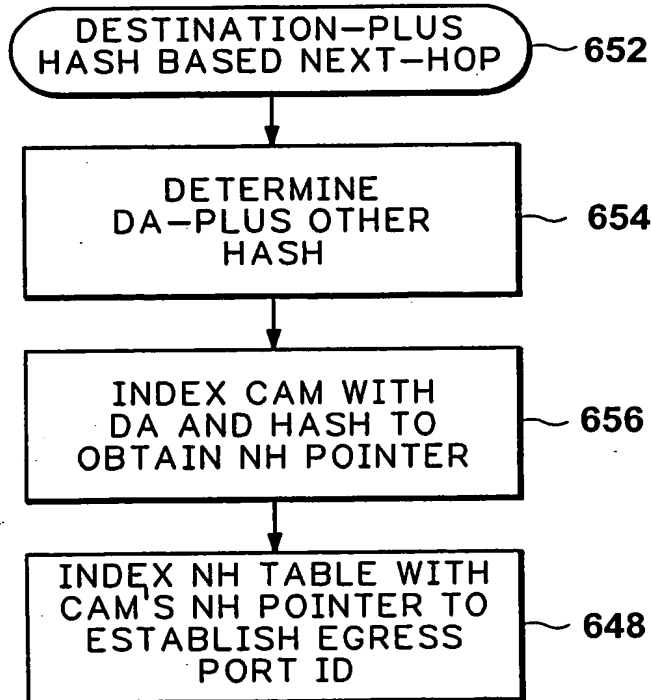 DESTINATION-PLUS
HASH BASED NEXT-HOP
652
DETERMINE
DA-PLUS OTHER
HASH
654
INDEX CAM WITH
DA AND HASH TO
OBTAIN NH POINTER
656
INDEX NH TABLE WITH
CAM'S NH POINTER TO
ESTABLISH EGRESS
PORT ID
648